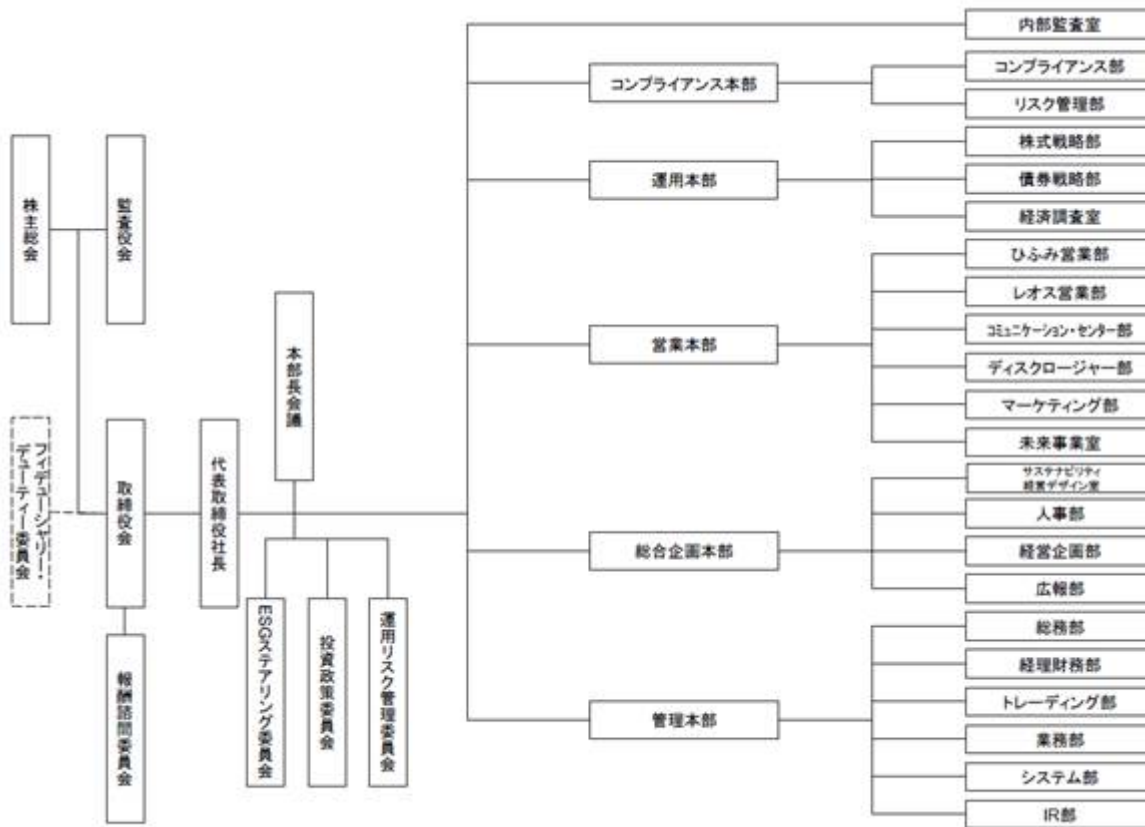 株主総会
監査役会
フィデューシャリー・
デューティー委員会
取締役会
報酬諮問委員会
代表取締役社長
本部長会議
ESGステアリング委員会
投資政策委員会
運用リスク管理委員会
内部監査室
コンプライアンス本部
コンプライアンス部
リスク管理部
運用本部
株式戦略部
債券戦略部
経済調査室
営業本部
ひふみ営業部
レオス営業部
コミュニケーション・センター部
ディスクロージャー部
マーケティング部
未来事業室
総合企画本部
サステナビリティ
経営デザイン室
人事部
経営企画部
広報部
管理本部
総務部
経理財務部
トレーディング部
業務部
システム部
IR部